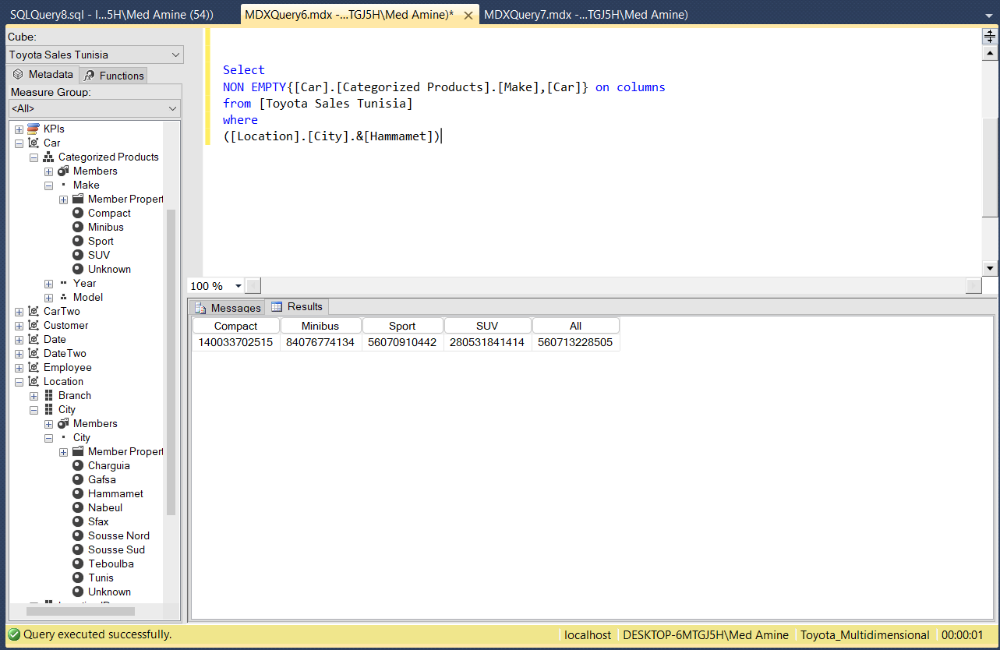 SQLQuery8.sql - l...5H\Med Amine (54))
MDXQuery6.mdx -...TGJ5H\Med Amine)*
MDXQuery7.mdx -...TGJ5H\Med Amine)
Cube:
Toyota Sales Tunisia
Metadata
Functions
Measure Group:
<All>
KPIs
Car
Categorized Products
Members
Make
Member Propert
Compact
Minibus
Sport
SUV
Unknown
Year
Model
CarTwo
Customer
Date
DateTwo
Employee
Location
Branch
City
Members
City
Member Propert
Charguia
Gafsa
Hammamet
Nabeul
Sfax
Sousse Nord
Sousse Sud
Teboulba
Tunis
Unknown
Select
NON EMPTY{[Car].[Categorized Products].[Make],[Car]} on columns
from [Toyota Sales Tunisia]
where
([Location].[City].&[Hammamet])
100 %
Messages
Results
Compact Minibus Sport SUV All
140033702515 84076774134 56070910442 280531841414 560713228505
Query executed successfully.
localhost
DESKTOP-6MTGJ5H\Med Amine
Toyota_Multidimensional
00:00:01